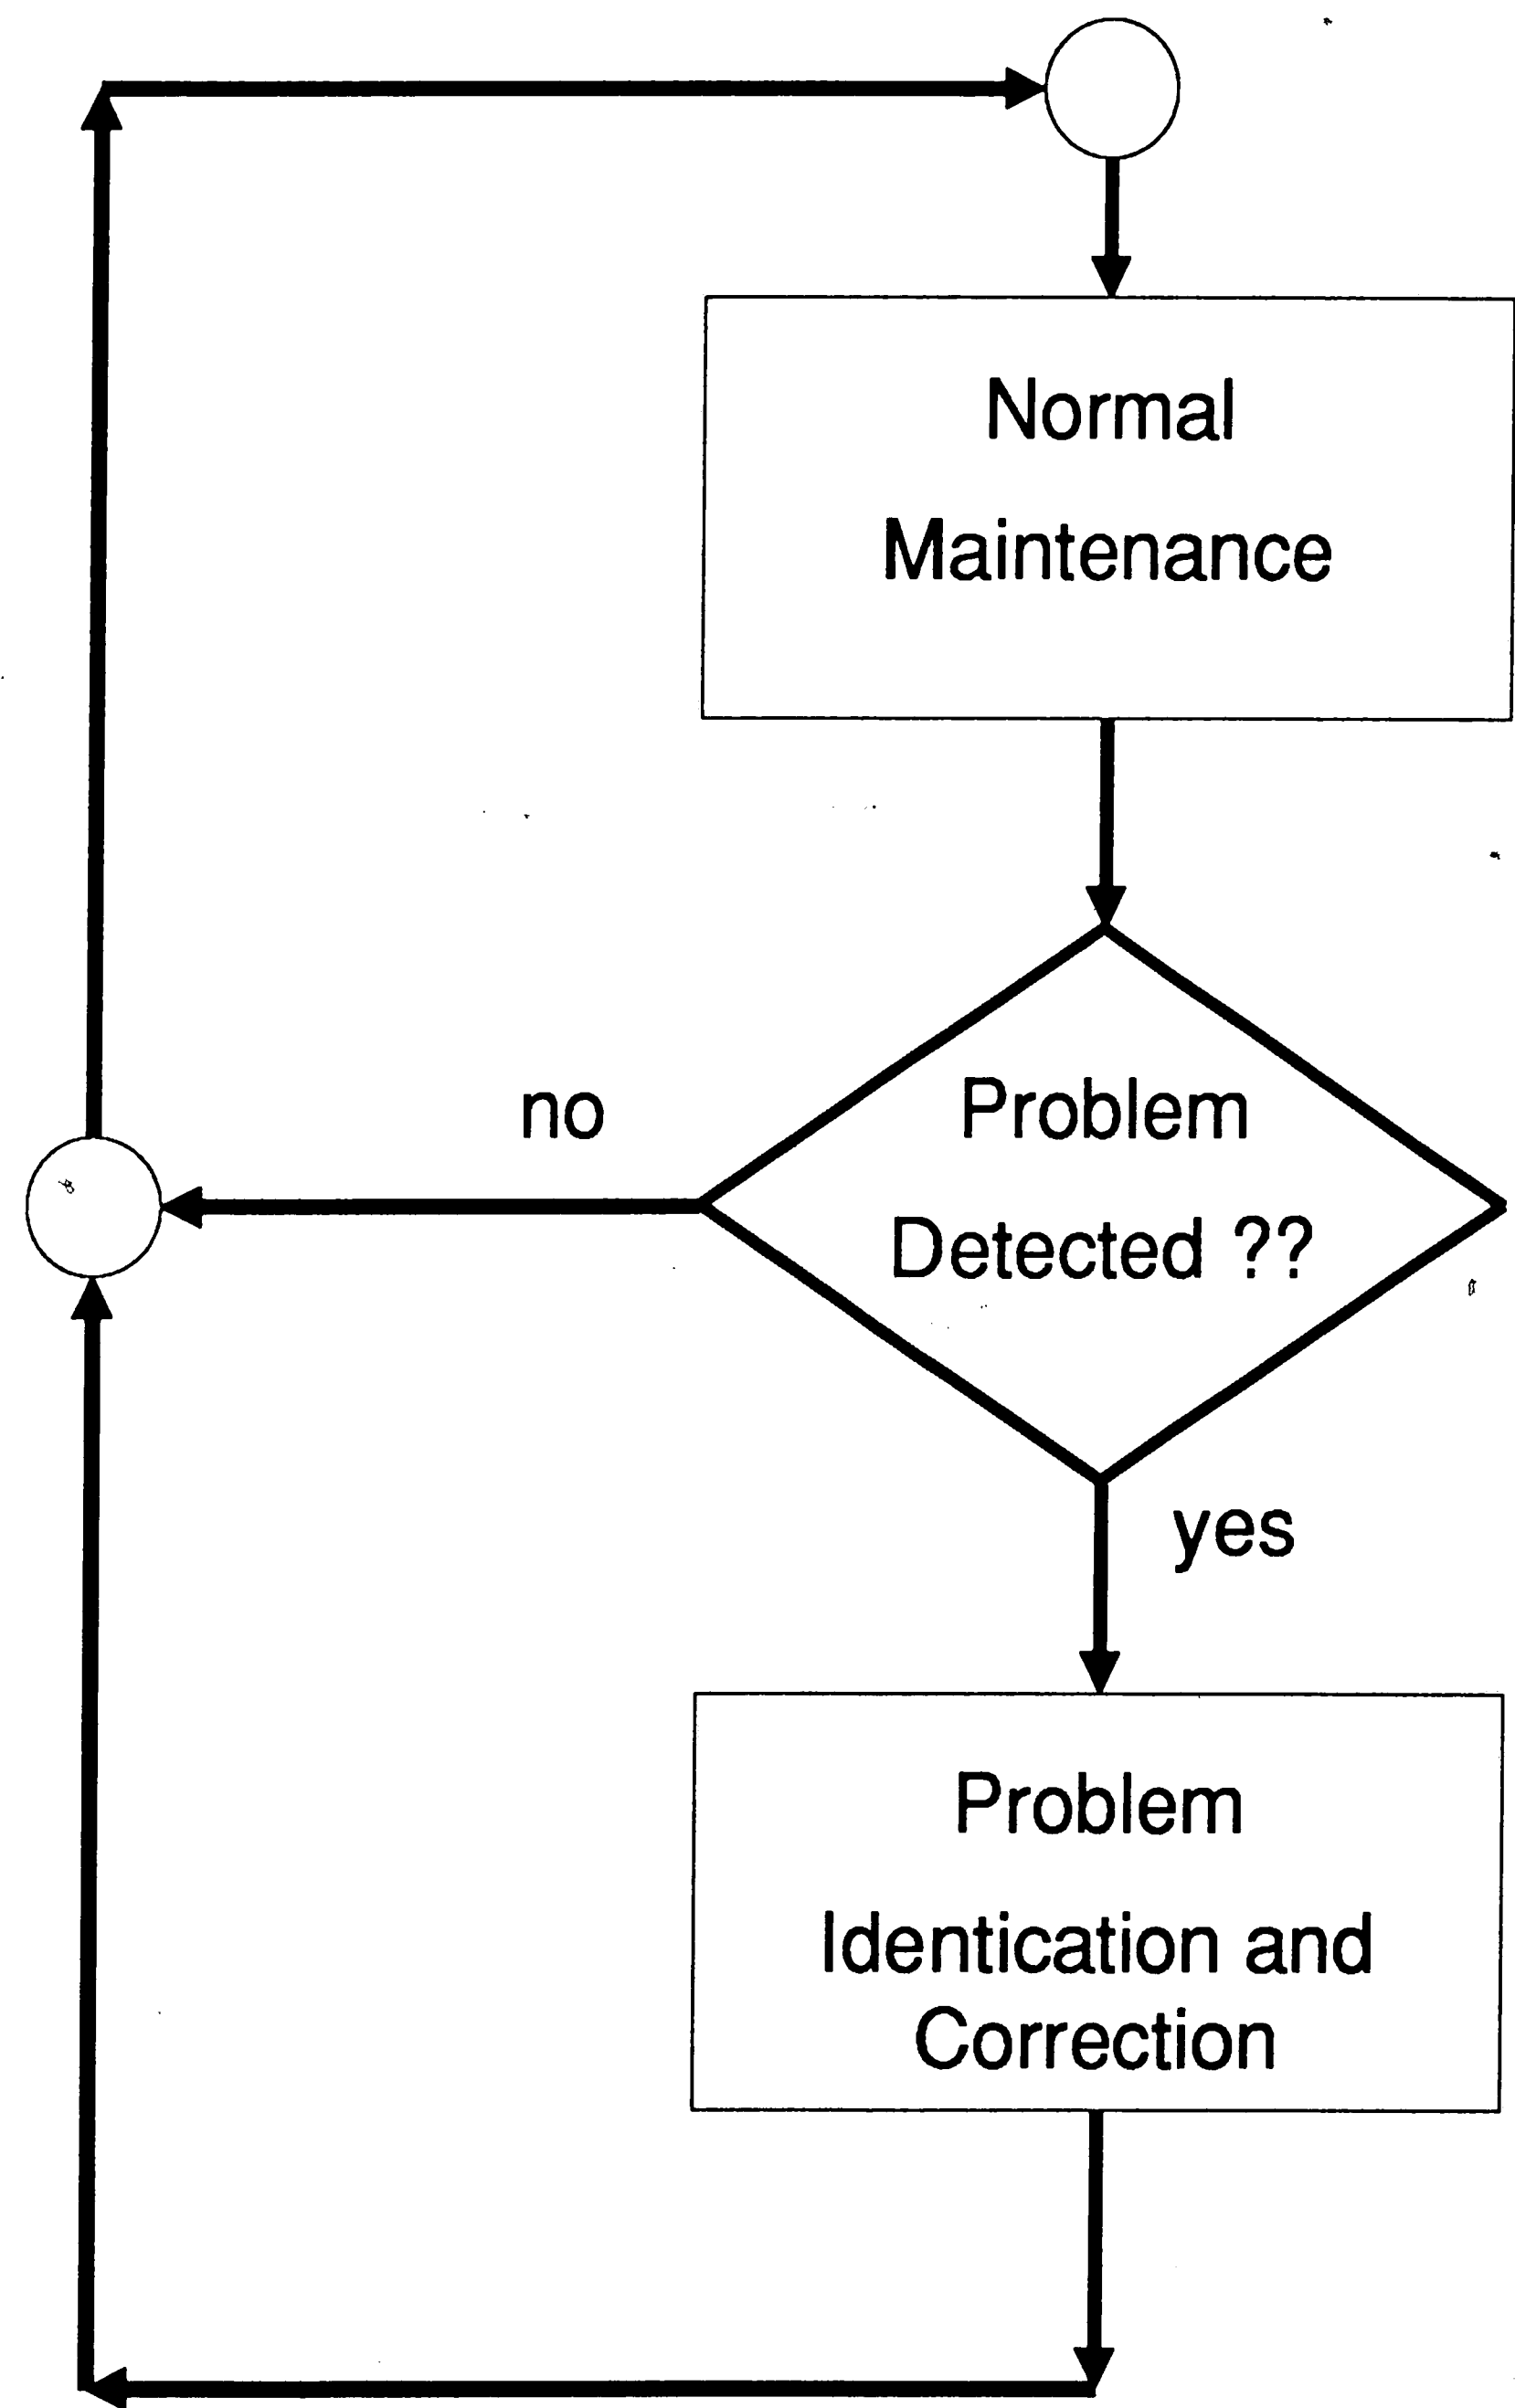 Normal
Maintenance
no
Problem
Detected ??
yes
Problem
Identication and
Correction